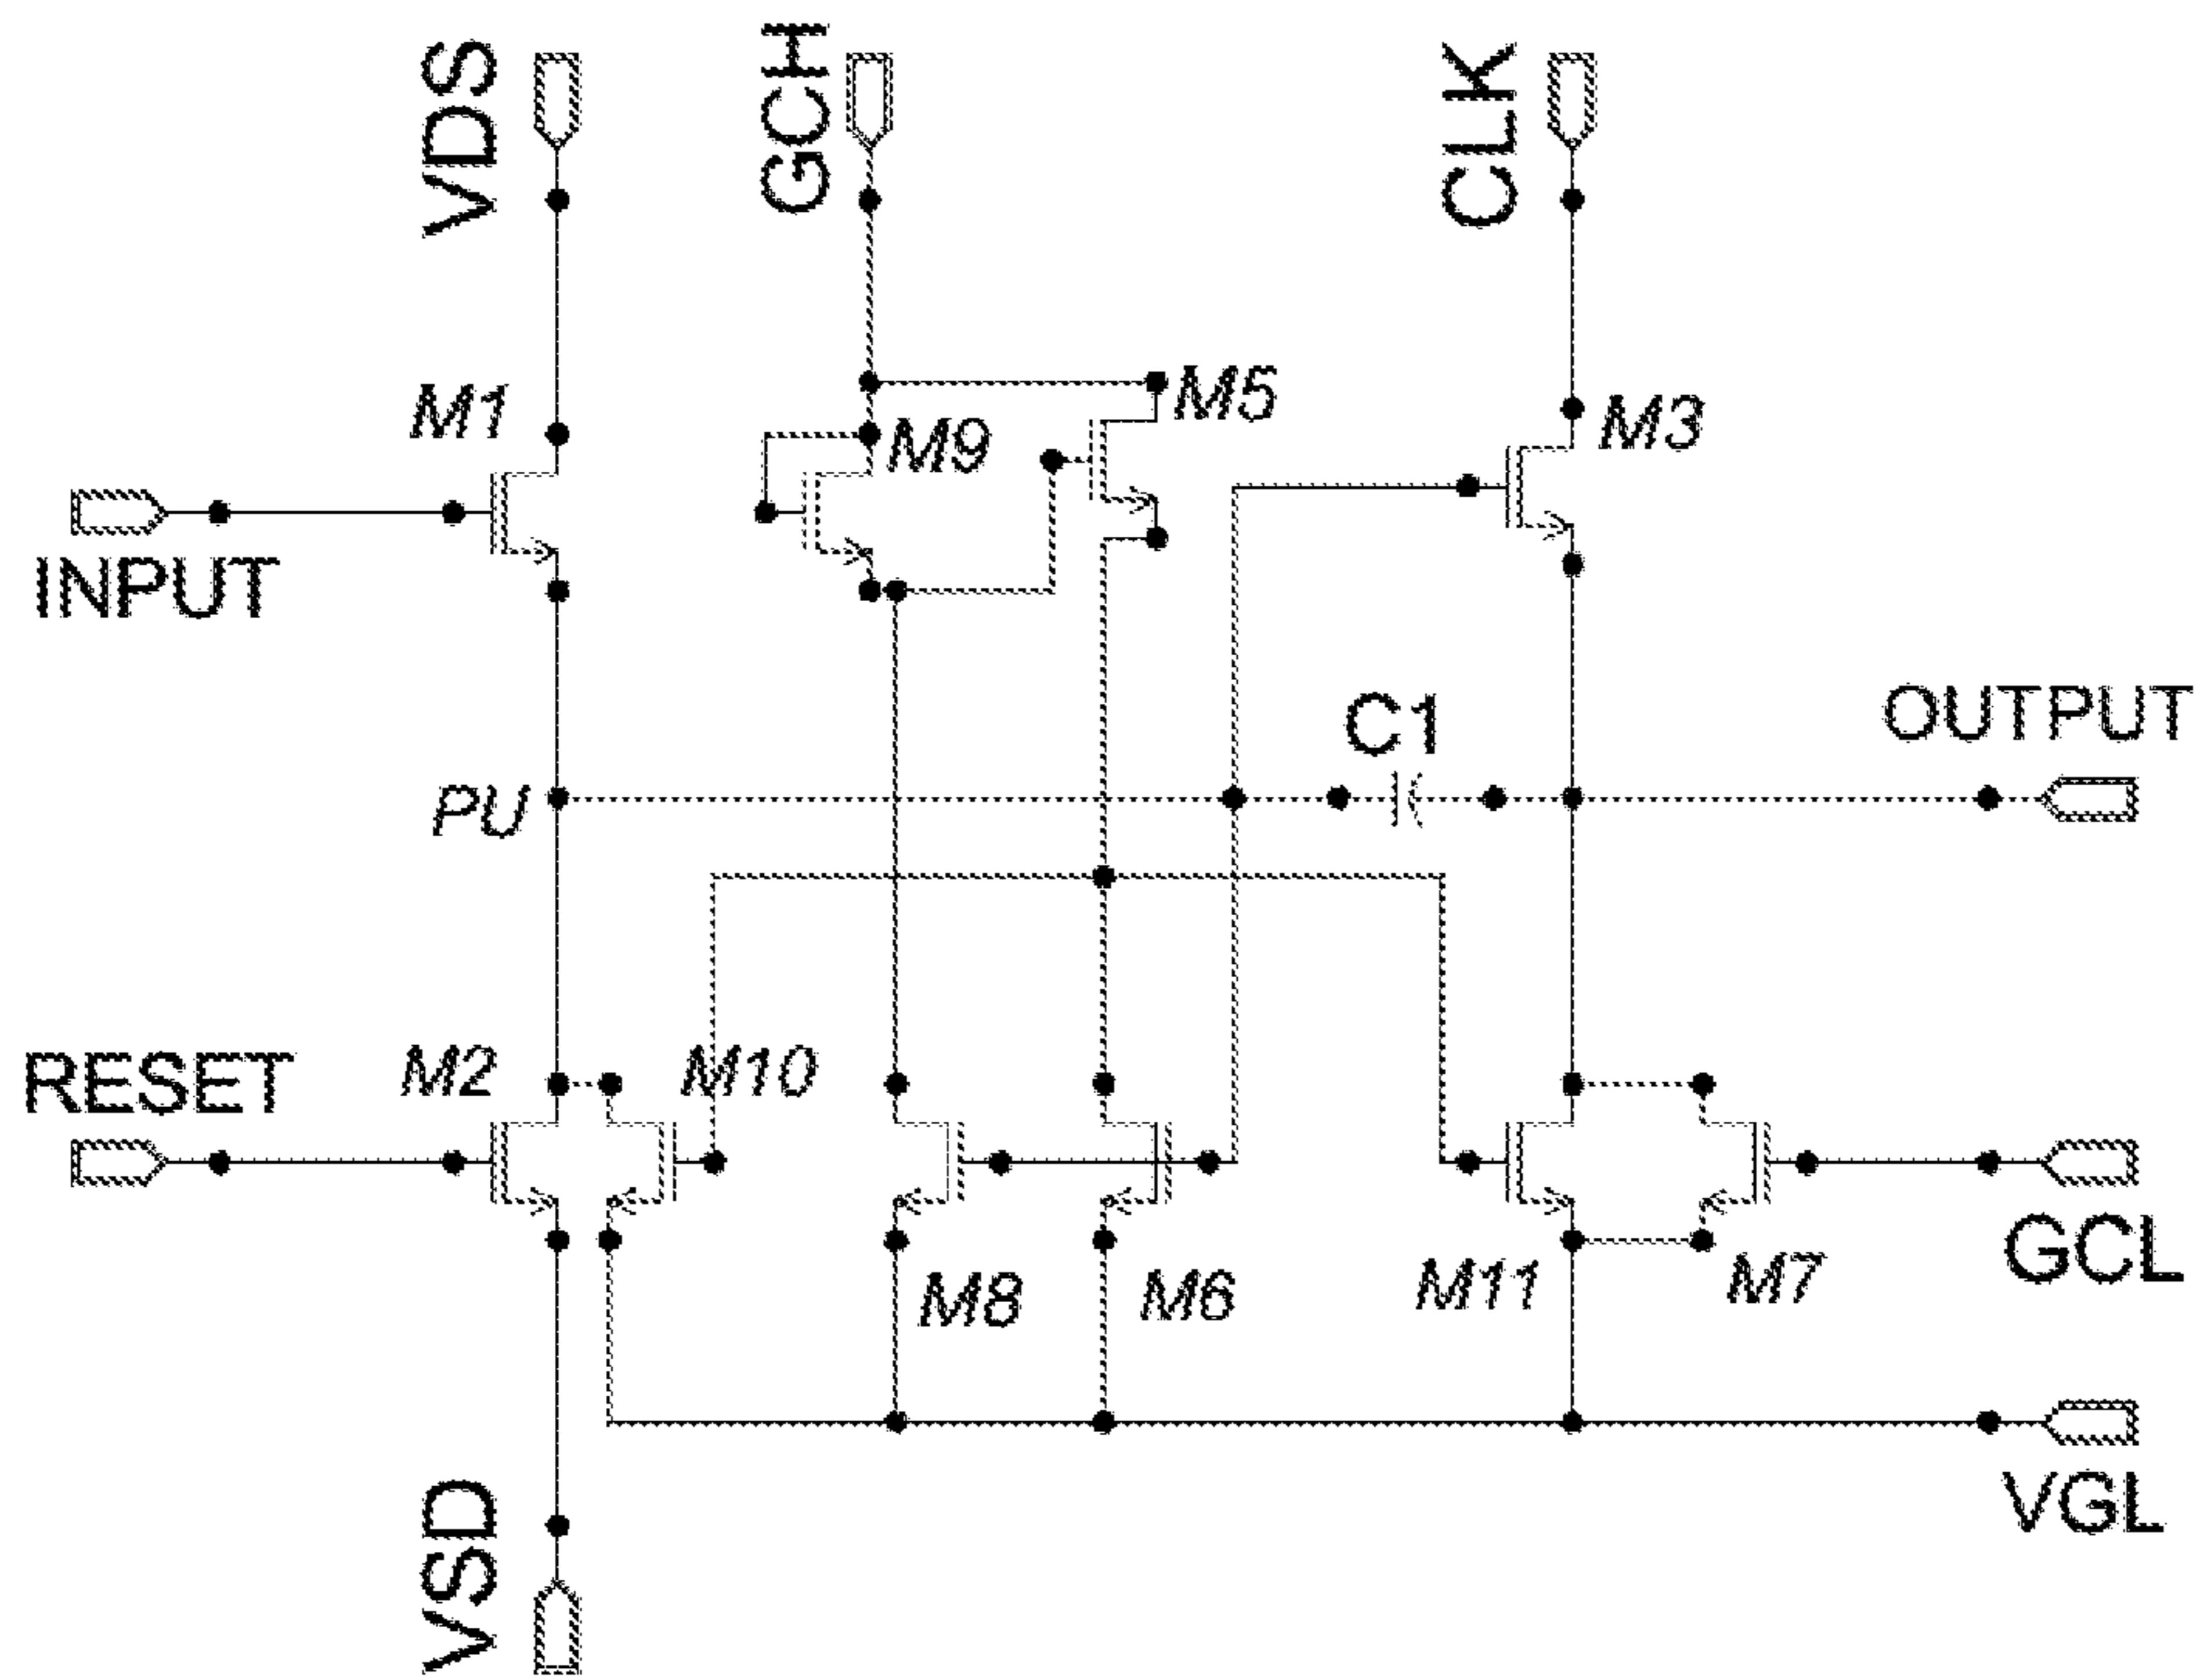 VDS
GCH
CLK
M1
M9
M5
M3
INPUT
C1
OUTPUT
PU
RESET
M2
M10
M8
M6
M11
M7
GCL
VSD
VGL